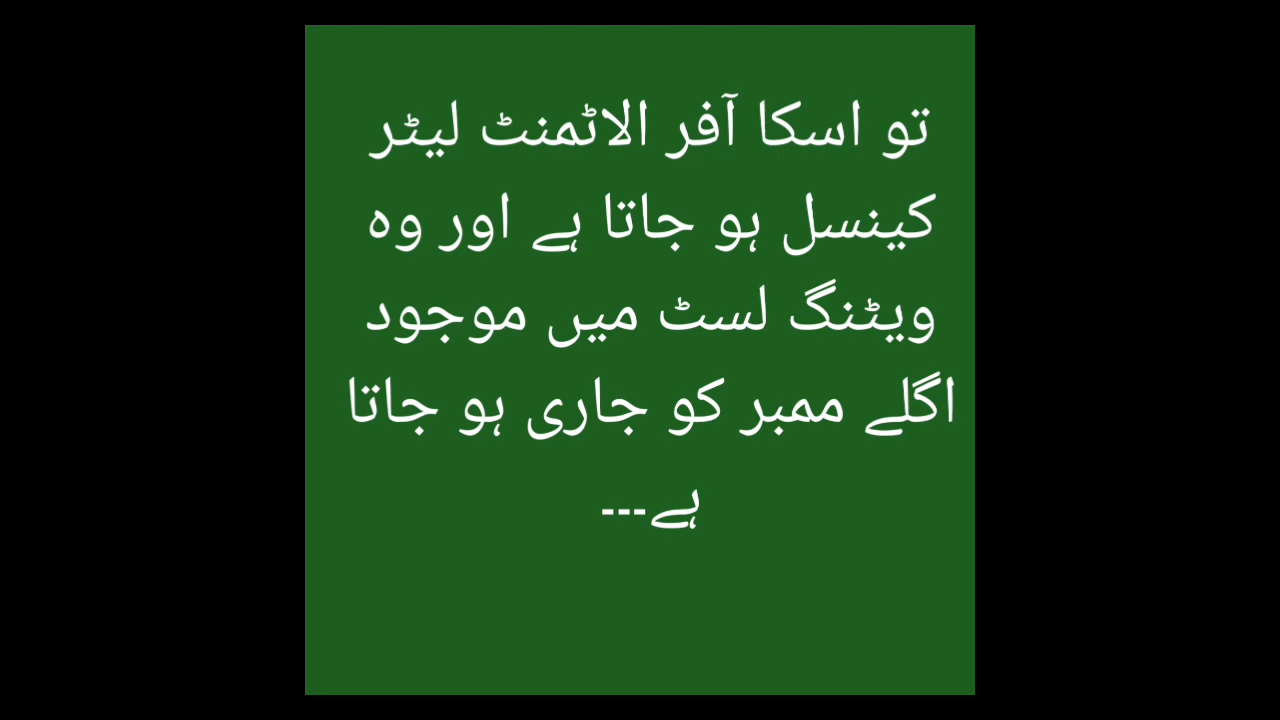 تو اسکا آفر الاٹمنٹ لیٹر
کینسل ہو جاتا ہے اور وہ
ویٹنگ لسٹ میں موجود
اگلے ممبر کو جاری ہو جاتا
ہے---